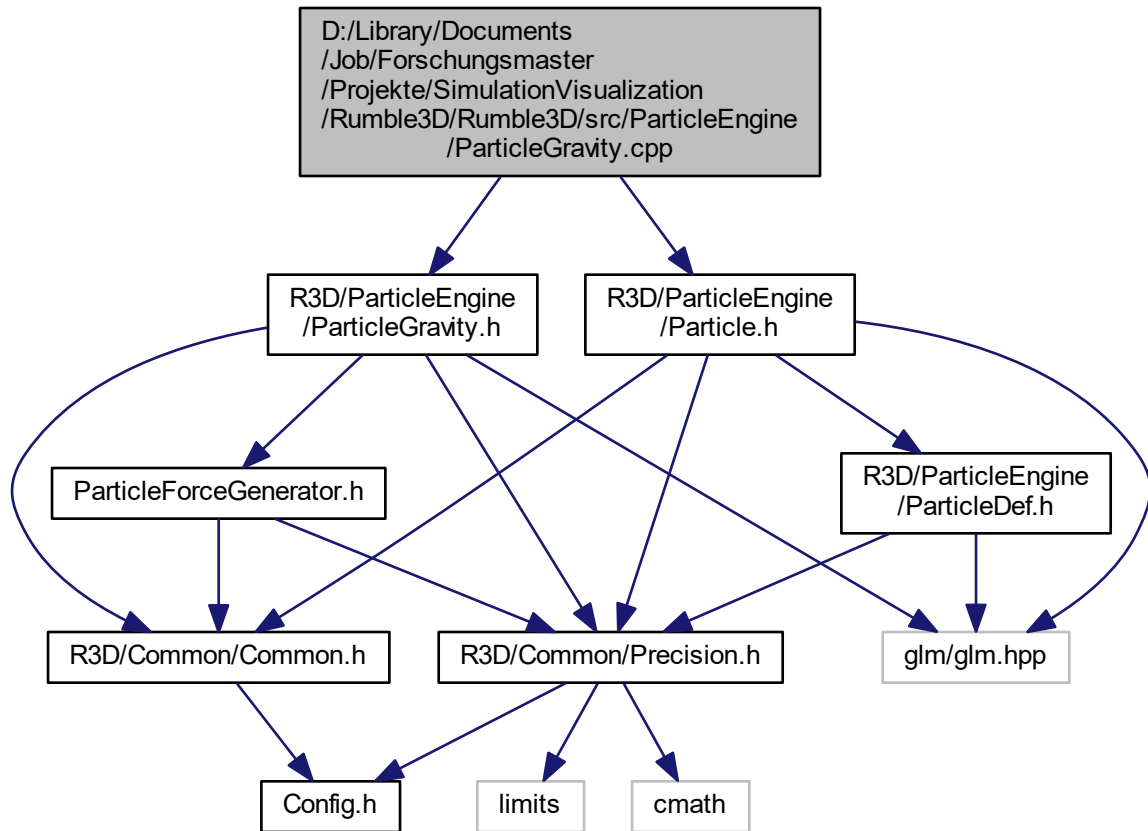 D:/Library/Documents
/Job/Forschungsmaster
/Projekte/SimulationVisualization
/Rumble3D/Rumble3D/src/ParticleEngine
/ParticleGravity.cpp
R3D/ParticleEngine
/ParticleGravity.h
R3D/ParticleEngine
/Particle.h
ParticleForceGenerator.h
R3D/ParticleEngine
/ParticleDef.h
R3D/Common/Common.h
R3D/Common/Precision.h
glm/glm.hpp
Config.h
limits
cmath